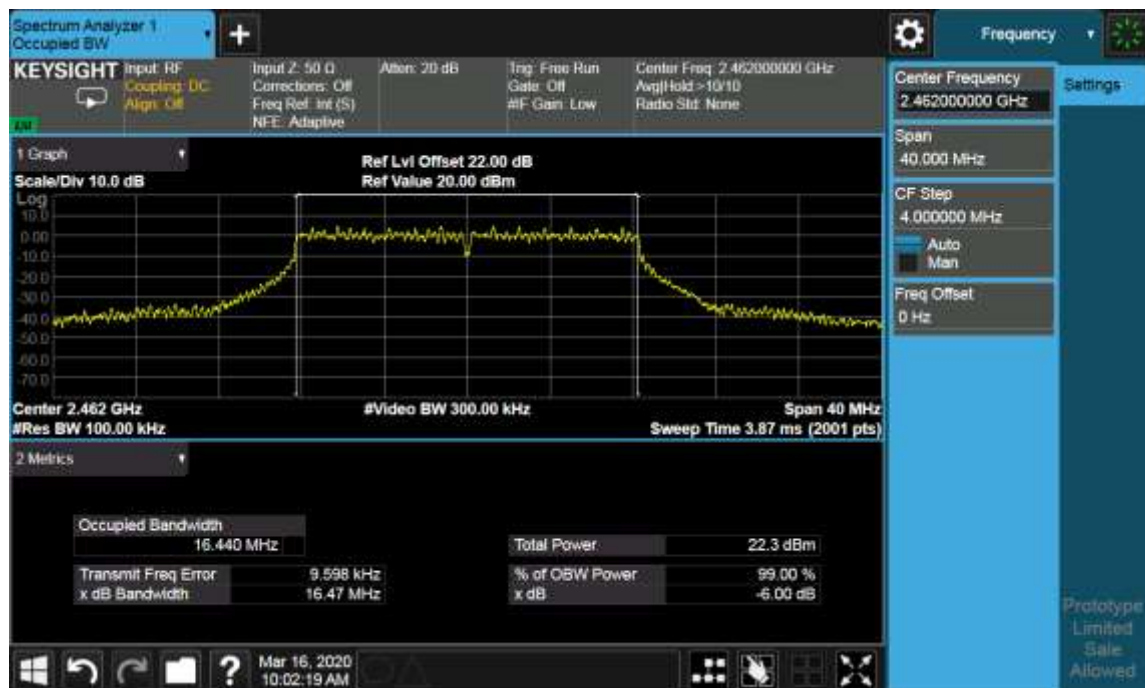 Spectrum Analyzer 1
Occupied BW
+
Frequency
KEYSIGHT
Input: RF
Coupling: DC
Align: Off
Input Z: 50 Ω
Corrections: Off
Freq Ref: Int (S)
NFE: Adaptive
Atten: 20 dB
Trig: Free Run
Gate: Off
#IF Gain: Low
Center Freq: 2.462000000 GHz
Avg|Hold:>10/10
Radio Std: None
Center Frequency
2.462000000 GHz
Settings
Span
40.000 MHz
CF Step
4.000000 MHz
Auto
Man
Freq Offset
0 Hz
1 Graph
Scale/Div 10.0 dB
Ref Lvl Offset 22.00 dB
Ref Value 20.00 dBm
Log
10.0
0.00
-10.0
-20.0
-30.0
-40.0
-50.0
-60.0
-70.0
Center 2.462 GHz
#Res BW 100.00 kHz
#Video BW 300.00 kHz
Span 40 MHz
Sweep Time 3.87 ms (2001 pts)
2 Metrics
Occupied Bandwidth
16.440 MHz
Total Power 22.3 dBm
Transmit Freq Error 9.598 kHz
% of OBW Power 99.00 %
x dB Bandwidth 16.47 MHz
x dB -6.00 dB
Prototype
Limited
Sale
Allowed
?
Mar 16, 2020
10:02:19 AM